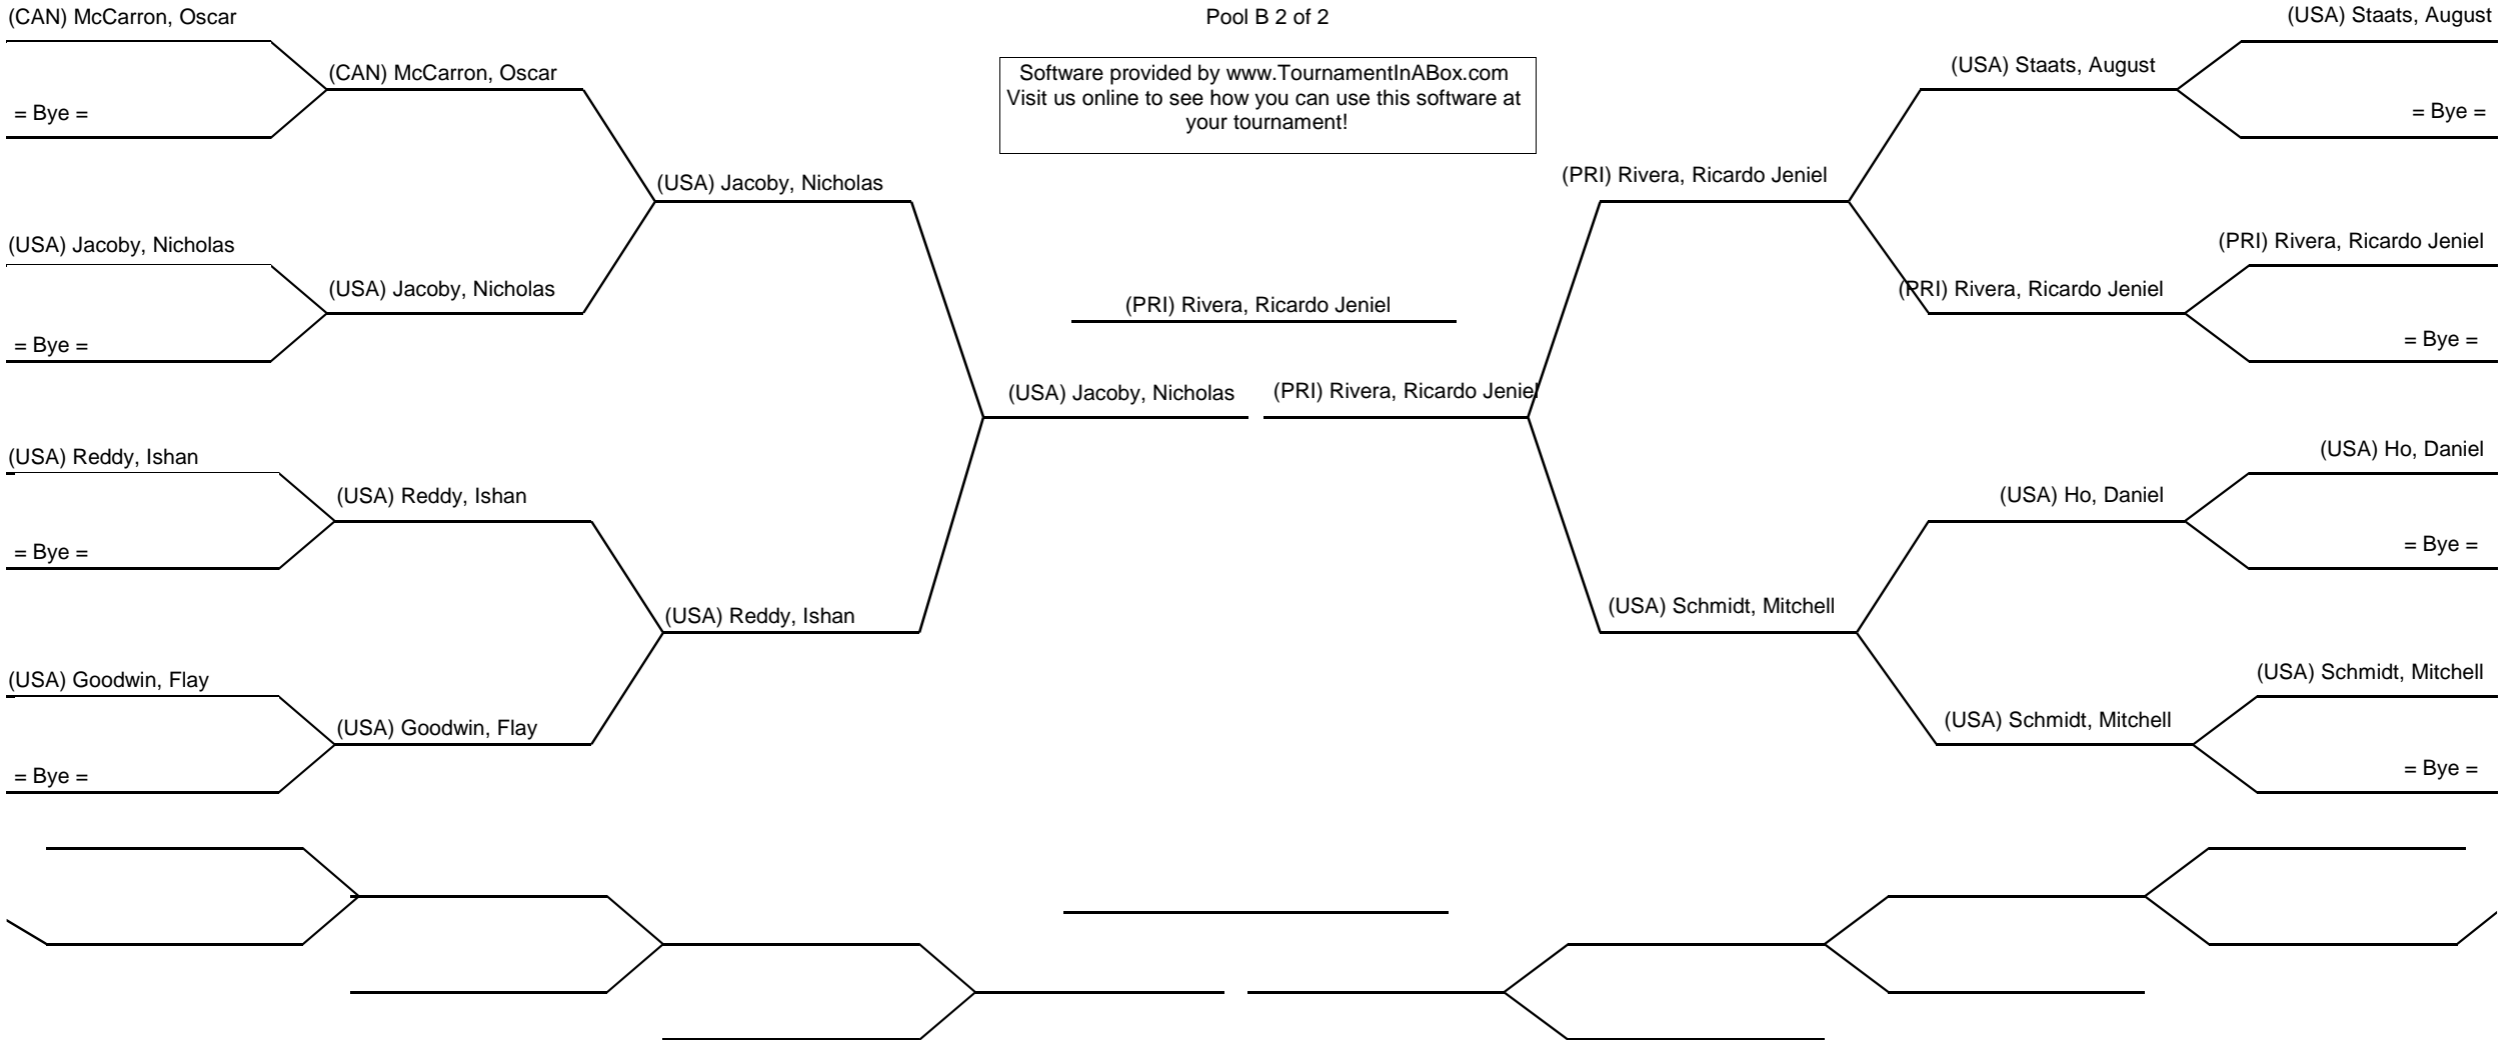 (CAN) McCarron, Oscar
= Bye =
(USA) Jacoby, Nicholas
= Bye =
(USA) Reddy, Ishan
= Bye =
(USA) Goodwin, Flay
= Bye =
(CAN) McCarron, Oscar
(USA) Jacoby, Nicholas
(USA) Reddy, Ishan
(USA) Goodwin, Flay
(USA) Jacoby, Nicholas
(USA) Reddy, Ishan
Pool B 2 of 2
Software provided by www.TournamentInABox.com
Visit us online to see how you can use this software at
your tournament!
(PRI) Rivera, Ricardo Jeniel
(USA) Jacoby, Nicholas
(PRI) Rivera, Ricardo Jeniel
(PRI) Rivera, Ricardo Jeniel
(USA) Schmidt, Mitchell
(USA) Staats, August
(PRI) Rivera, Ricardo Jeniel
(USA) Ho, Daniel
(USA) Schmidt, Mitchell
(USA) Staats, August
= Bye =
(PRI) Rivera, Ricardo Jeniel
= Bye =
(USA) Ho, Daniel
= Bye =
(USA) Schmidt, Mitchell
= Bye =